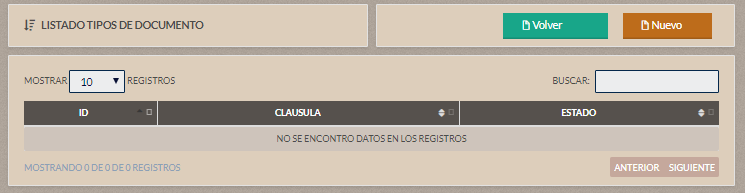 LISTADO TIPOS DE DOCUMENTO
Volver
Nuevo
MOSTRAR 10 REGISTROS
BUSCAR:
ID CLAUSULA ESTADO
NO SE ENCONTRO DATOS EN LOS REGISTROS
MOSTRANDO 0 DE 0 DE 0 REGISTROS
ANTERIOR SIGUIENTE